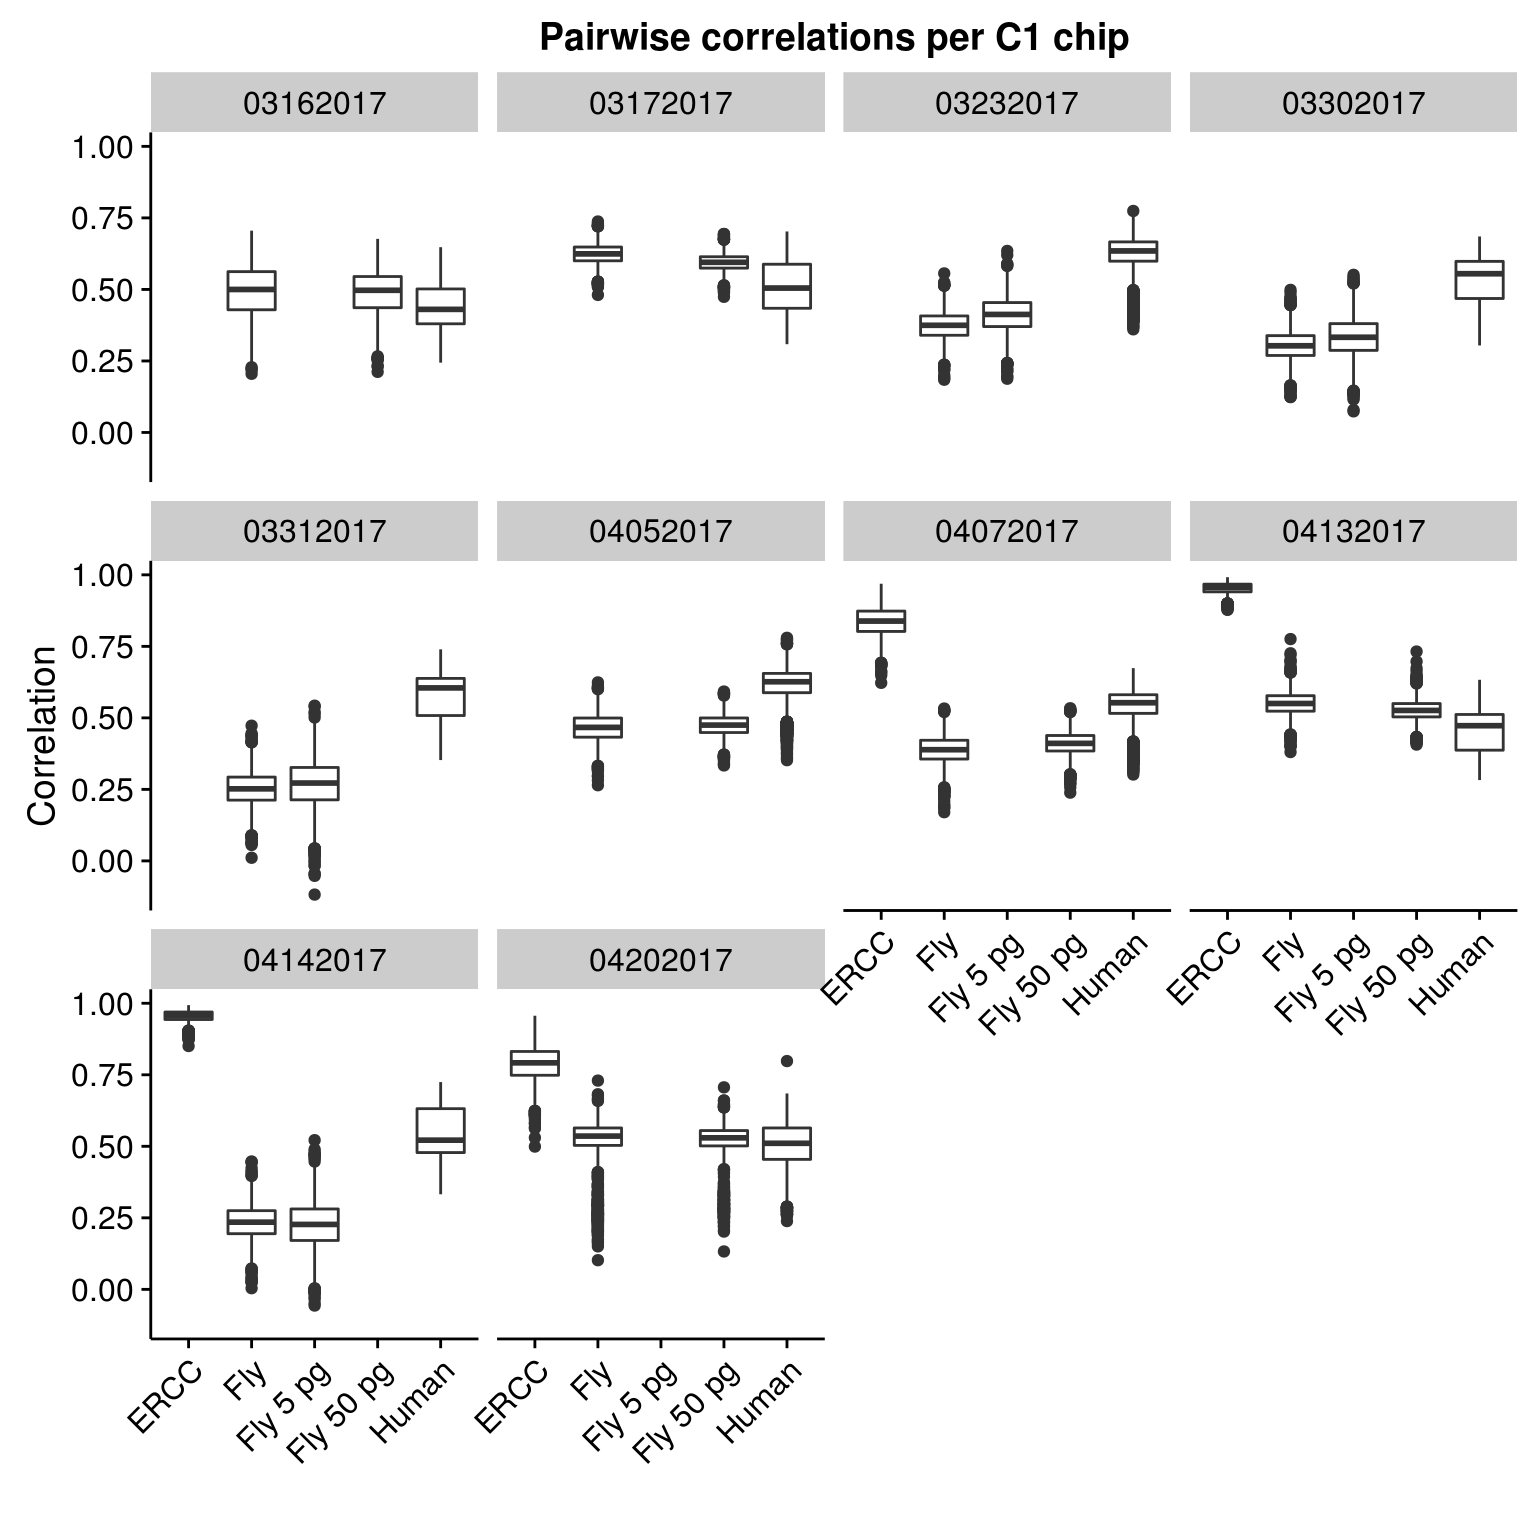 Pairwise correlations per C1 chip
03162017
03172017
03232017
03302017
1.00
0.75
0.50
0.25
0.00
03312017
04052017
04072017
04132017
1.00
0.75
0.50
0.25
0.00
Correlation
ERCC
Fly
Fly 5 pg
Fly 50 pg
Human
ERCC
Fly
Fly 5 pg
Fly 50 pg
Human
04142017
04202017
1.00
0.75
0.50
0.25
0.00
ERCC
Fly
Fly 5 pg
Fly 50 pg
Human
ERCC
Fly
Fly 5 pg
Fly 50 pg
Human